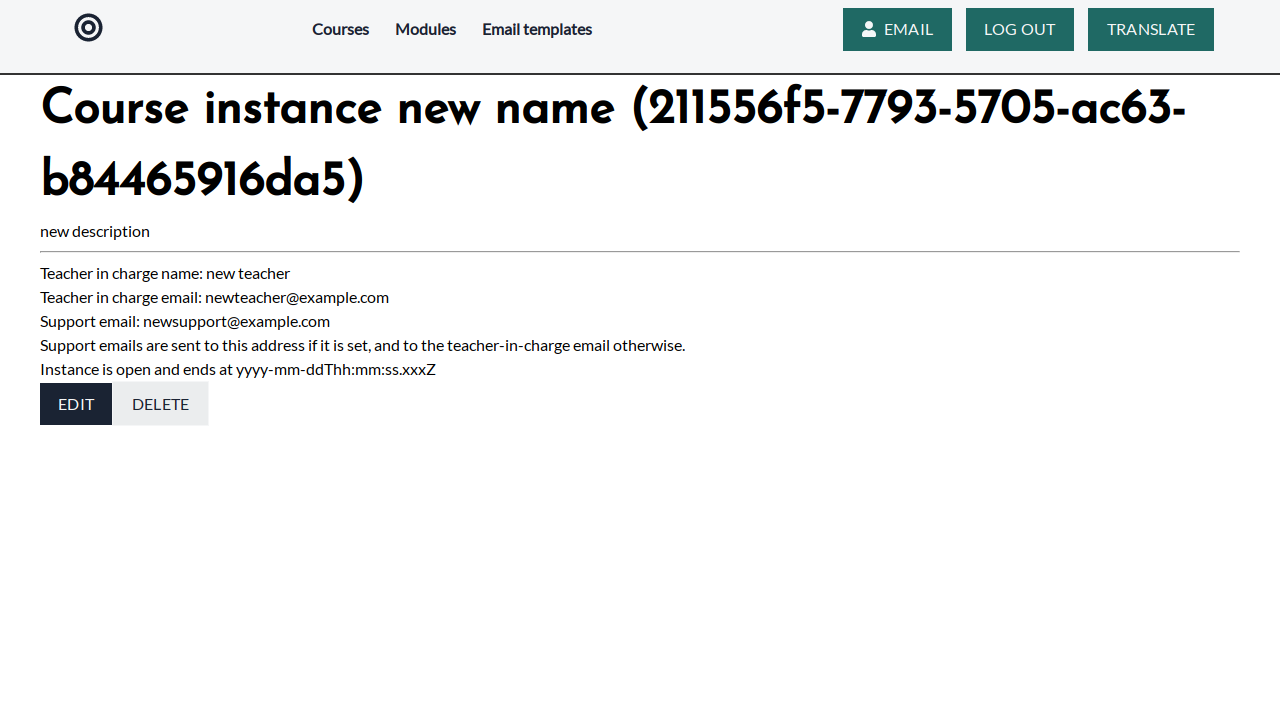 Courses Modules Email templates EMAIL LOG OUT TRANSLATE
Course instance new name (211556f5-7793-5705-ac63-
b84465916da5)
new description
Teacher in charge name: new teacher
Teacher in charge email: newteacher@example.com
Support email: newsupport@example.com
Support emails are sent to this address if it is set, and to the teacher-in-charge email otherwise.
Instance is open and ends at yyyy-mm-ddThh:mm:ss.xxxZ
EDIT DELETE